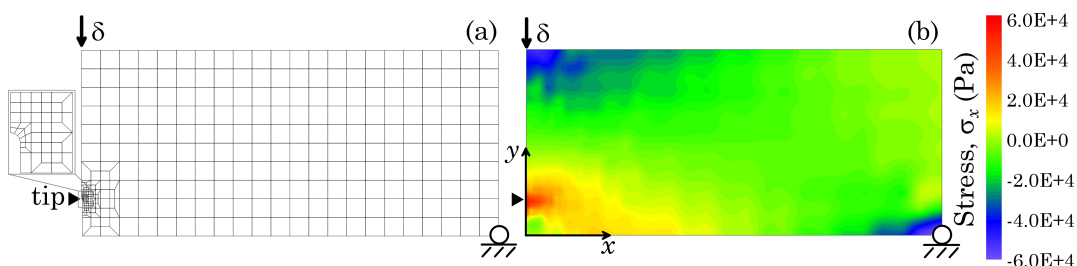 δ
(a)
tip
δ
(b)
y
x
Stress, σx (Pa)
6.0E+4
4.0E+4
2.0E+4
0.0E+0
-2.0E+4
-4.0E+4
-6.0E+4